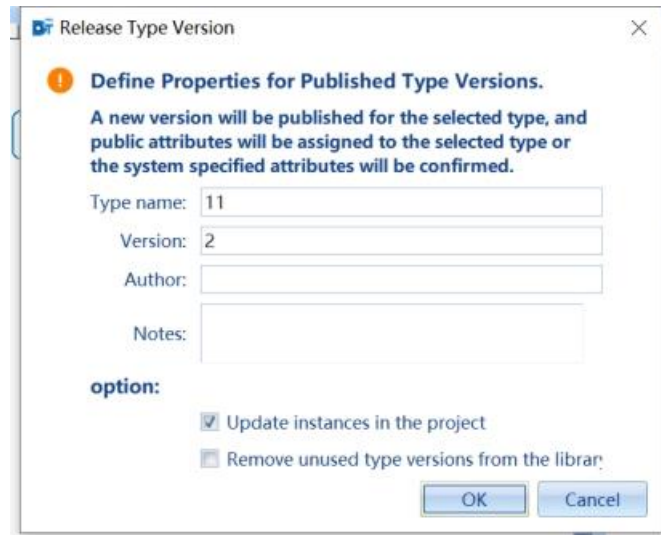 Release Type Version
Define Properties for Published Type Versions.
A new version will be published for the selected type, and
public attributes will be assigned to the selected type or
the system specified attributes will be confirmed.
Type name: 11
Version: 2
Author:
Notes:
option:
Update instances in the project
Remove unused type versions from the
OK Cancel